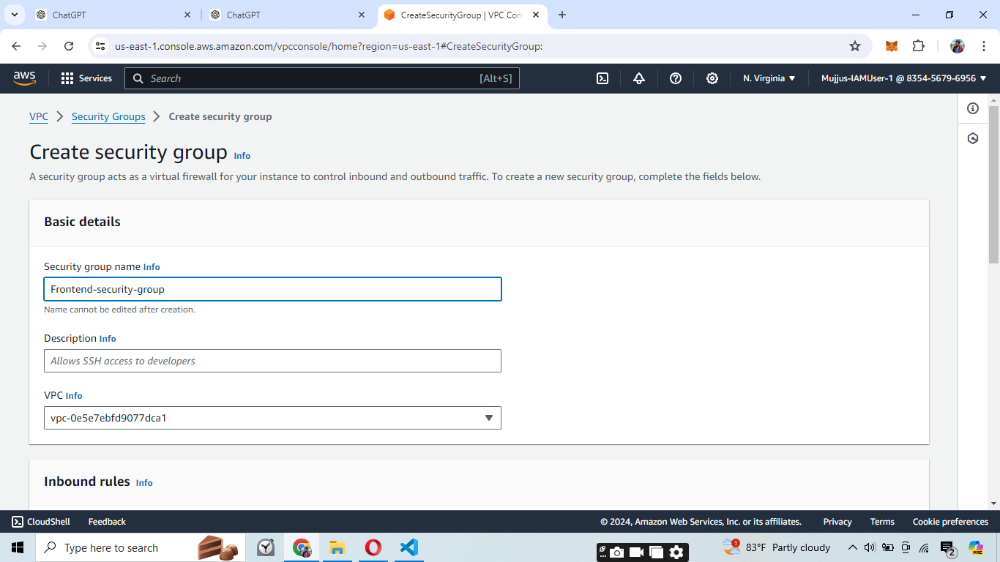 ChatGPT
ChatGPT
CreateSecurityGroup | VPC Con
us-east-1.console.aws.amazon.com/vpcconsole/home?region=us-east-1#CreateSecurityGroup:
aws
Services
Search
[Alt+S]
N. Virginia
Mujjus-IAMUser-1 @ 8354-5679-6956
VPC
Security Groups
Create security group
Create security group Info
A security group acts as a virtual firewall for your instance to control inbound and outbound traffic. To create a new security group, complete the fields below.
Basic details
Security group name Info
Frontend-security-group
Name cannot be edited after creation.
Description Info
Allows SSH access to developers
VPC Info
vpc-0e5e7ebfd9077dca1
Inbound rules Info
CloudShell
Feedback
© 2024, Amazon Web Services, Inc. or its affiliates.
Privacy
Terms
Cookie preferences
Type here to search
1
83°F Partly cloudy
2
PRE